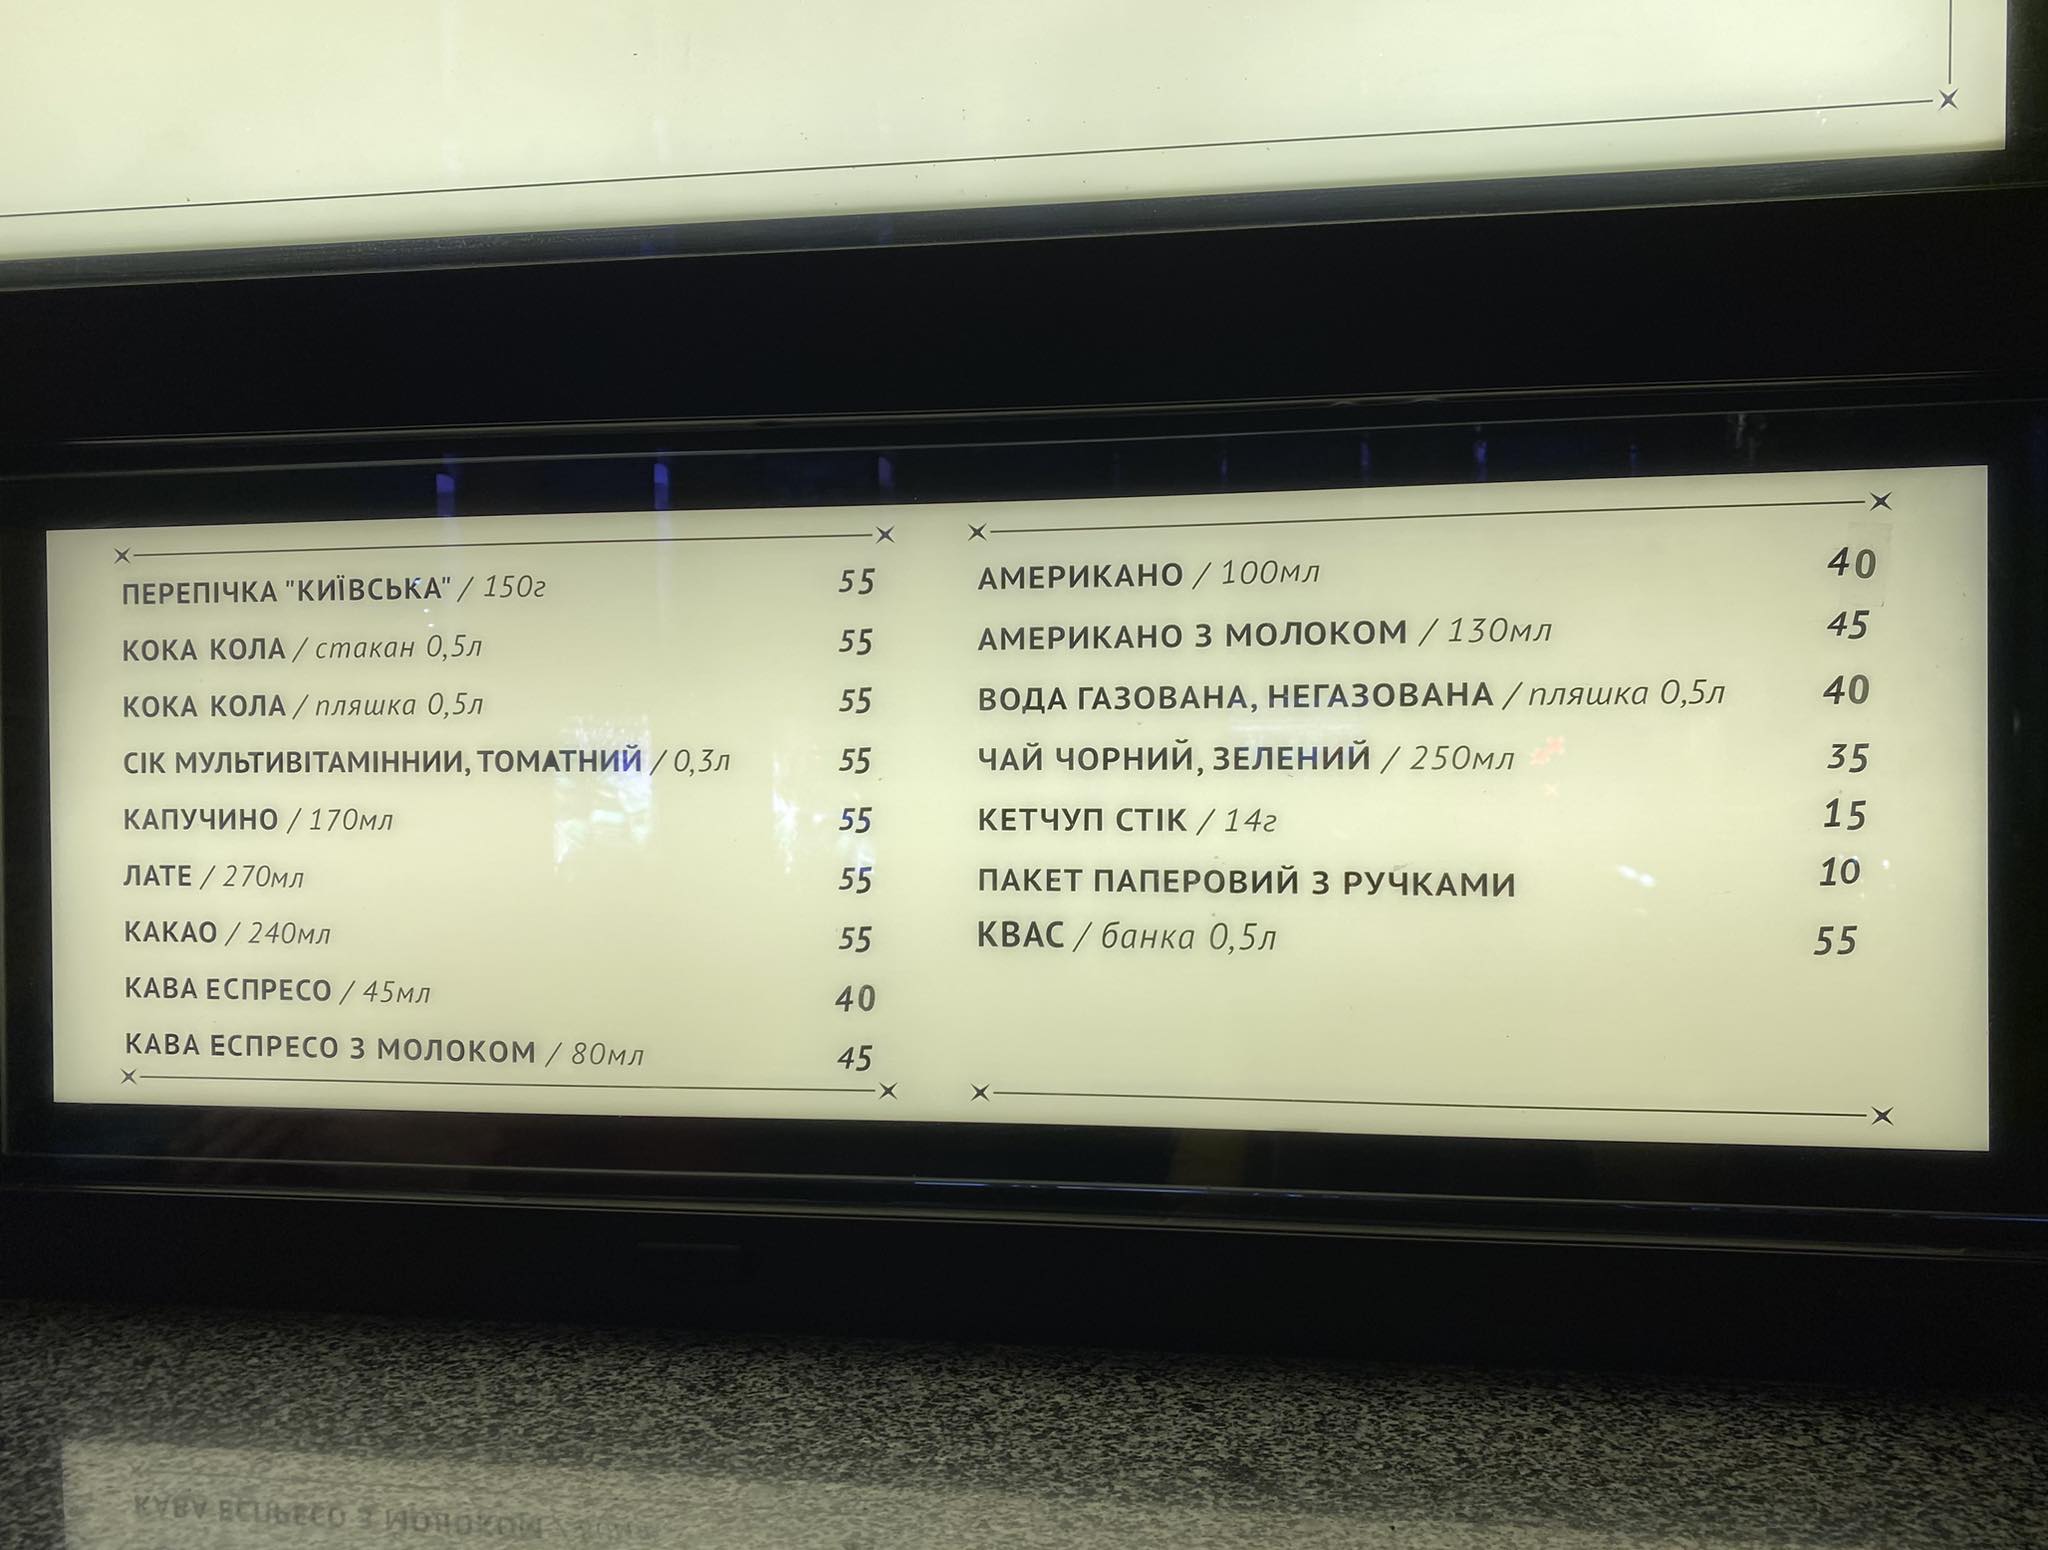 ПЕРЕПІЧКА "КИЇВСЬКА" / 150г 55
КОКА КОЛА / стакан 0,5л 55
КОКА КОЛА / пляшка 0,5л 55
СІК МУЛЬТИВІТАМІННИИ, ТОМАТНИЙ / 0,3л 55
КАПУЧИНО / 170мл 55
ЛАТЕ / 270мл 55
КАКАО / 240мл 55
КАВА ЕСПРЕСО / 45мл 40
КАВА ЕСПРЕСО З МОЛОКОМ / 80мл 45
АМЕРИКАНО / 100мл 40
АМЕРИКАНО З МОЛОКОМ / 130мл 45
ВОДА ГАЗОВАНА, НЕГАЗОВАНА / пляшка 0,5л 40
ЧАЙ ЧОРНИЙ, ЗЕЛЕНИЙ / 250мл 35
КЕТЧУП СТІК / 14г 15
ПАКЕТ ПАПЕРОВИЙ З РУЧКАМИ 10
КВАС / банка 0,5л 55